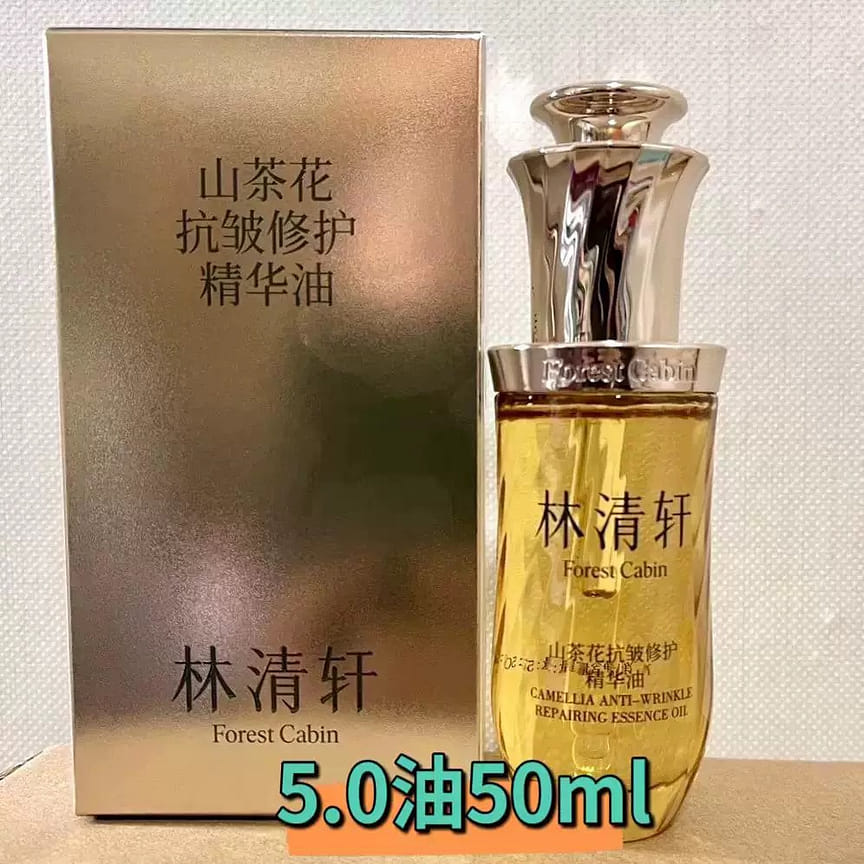 山茶花
抗皱修护
精华油
林清轩
Forest Cabin
Forest Cabin
林清轩
Forest Cabin
山茶花抗皱修护
精华油
CAMELLIA ANTI-WRINKLE
REPAIRING ESSENCE OIL
5.0油50ml